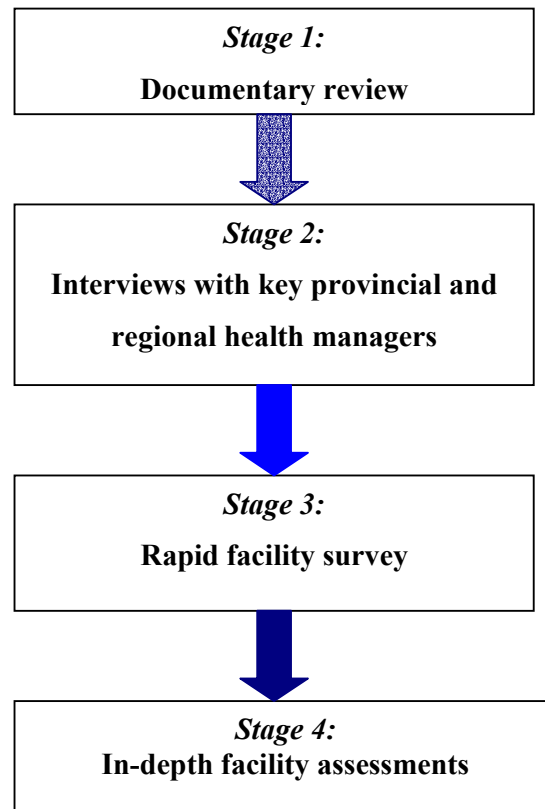 Stage 1:
Documentary review
Stage 2:
Interviews with key provincial and
regional health managers
Stage 3:
Rapid facility survey
Stage 4:
In-depth facility assessments